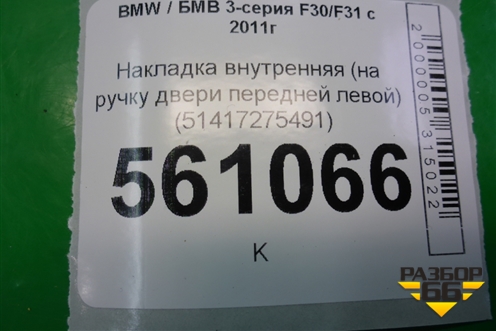 BMW / БМВ 3-серия F30/F31 с
2011г
Накладка внутренняя (на
ручку двери передней левой)
(51417275491)
561066
К
2000005315022
РАЗБОР
66